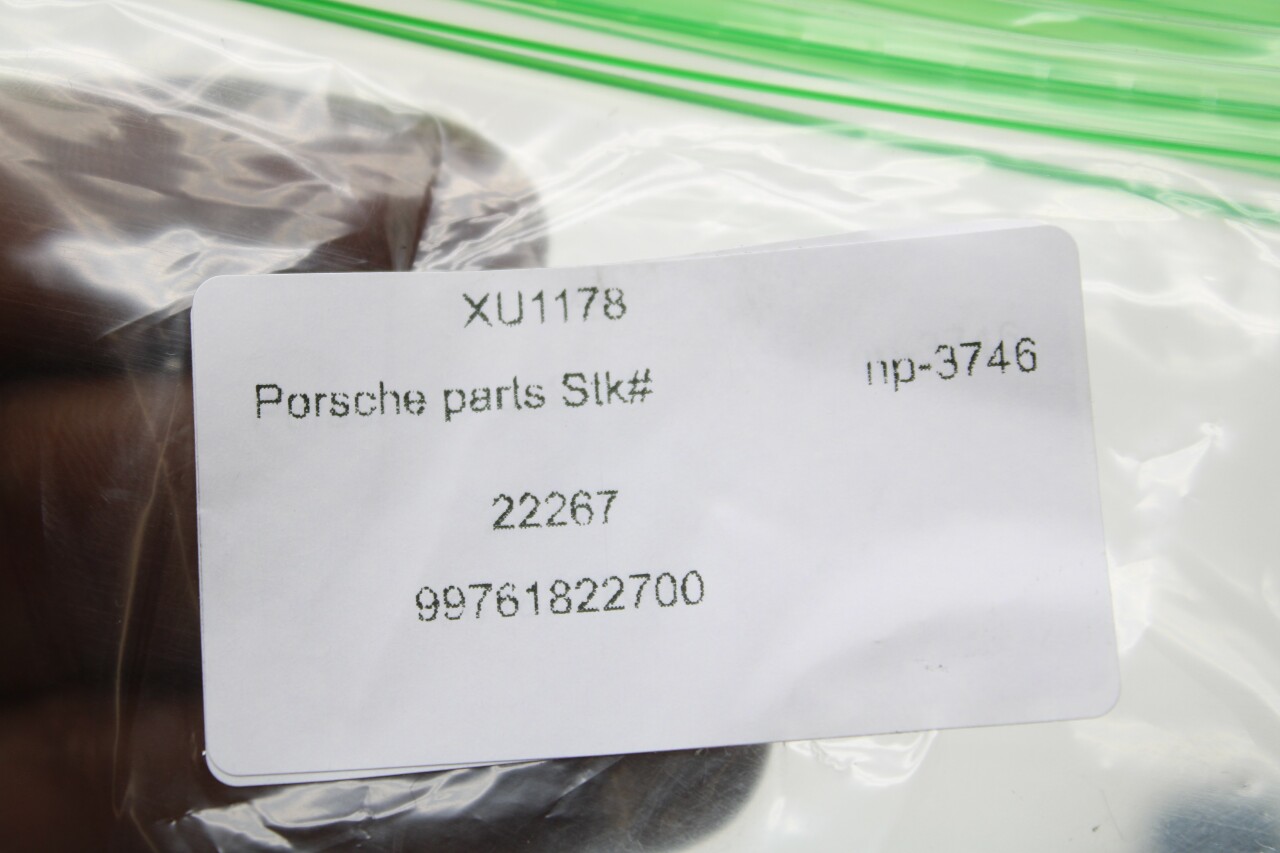 XU1178
Porsche parts Stk#
np-3746
22267
99761822700